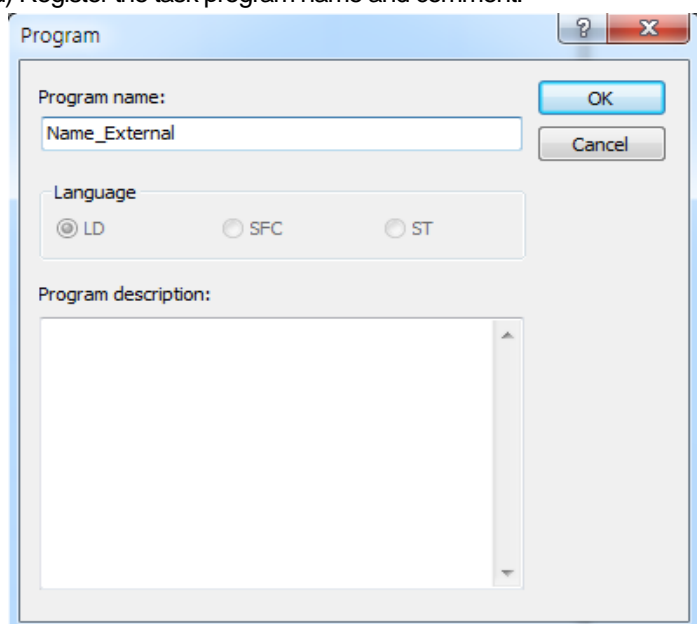 ) Register the task program name and comment.
Program
Program name:
OK
Name_External
Cancel
Language
LD SFC ST
Program description: